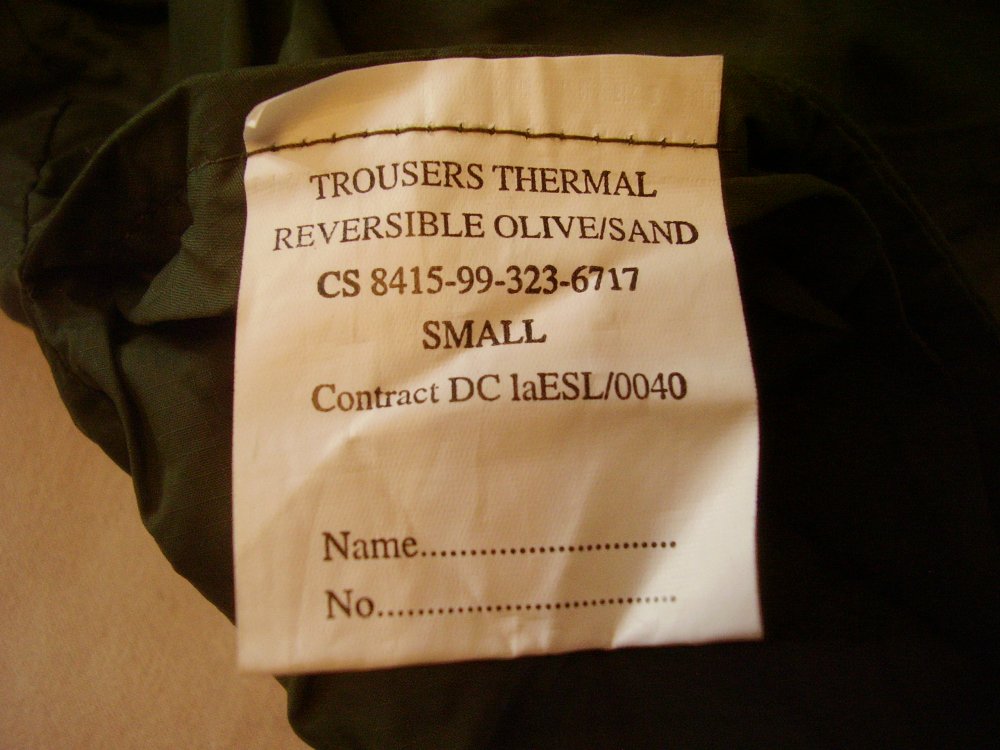 TROUSERS THERMAL
REVERSIBLE OLIVE/SAND
CS 8415-99-323-6717
SMALL
Contract DC laESL/0040
Name..........................
No...............................